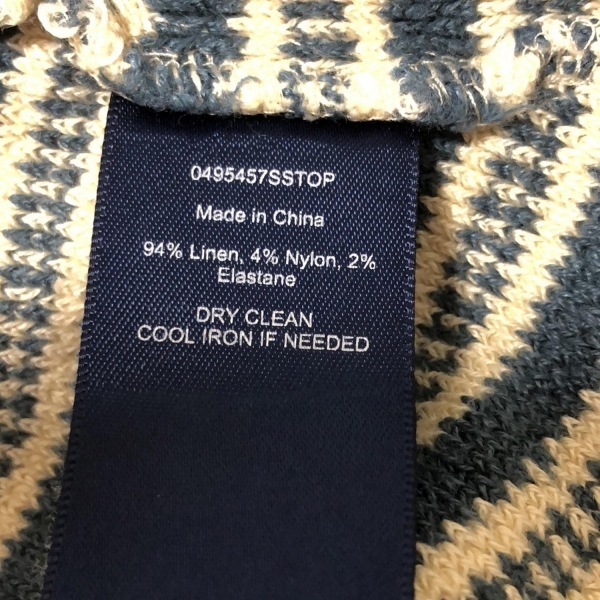 0495457SSTOP
Made in China
94% Linen, 4% Nylon, 2%
Elastane
DRY CLEAN
COOL IRON IF NEEDED